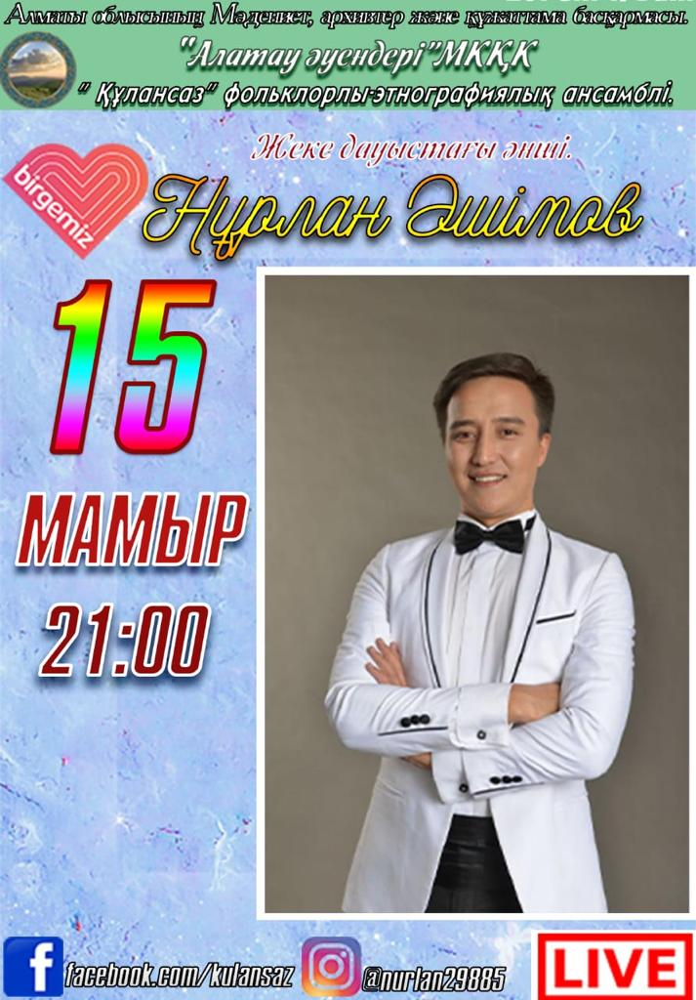 Алматы облысының Мәдениет, архивтер және құжаттама басқармасы.
"Алатау әуендері"МКҚК
" Құлансаз" фольклорлы-этнографиялық ансамблі.
Жеке дауыстағы әнші.
birgemiz
Нұрлан Әшімов
15
МАМЫР
21:00
facebook.com/kulansaz
@nurlan29885
LIVE